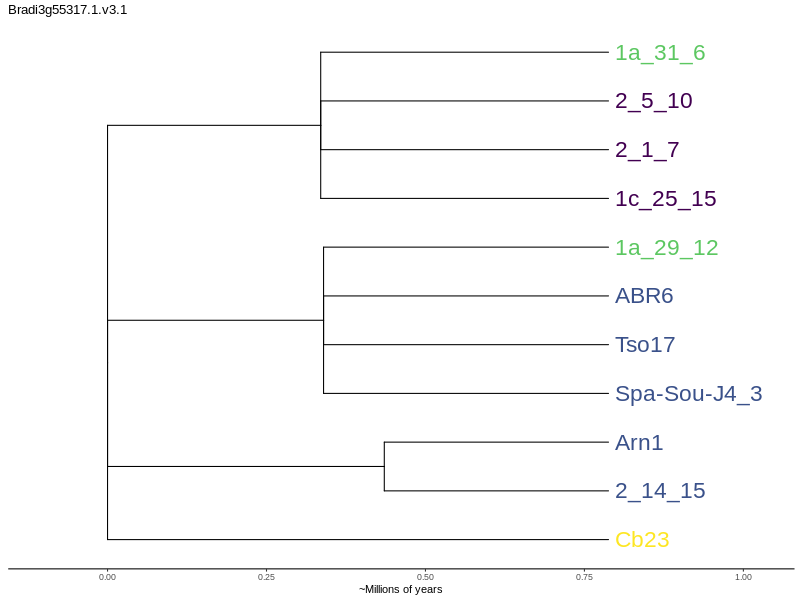 Bradi3g55317.1.v3.1
1a_31_6
2_5_10
2_1_7
1c_25_15
1a_29_12
ABR6
Tso17
Spa-Sou-J4_3
Arn1
2_14_15
Cb23
0.00 0.25 0.50 0.75 1.00
~Millions of years